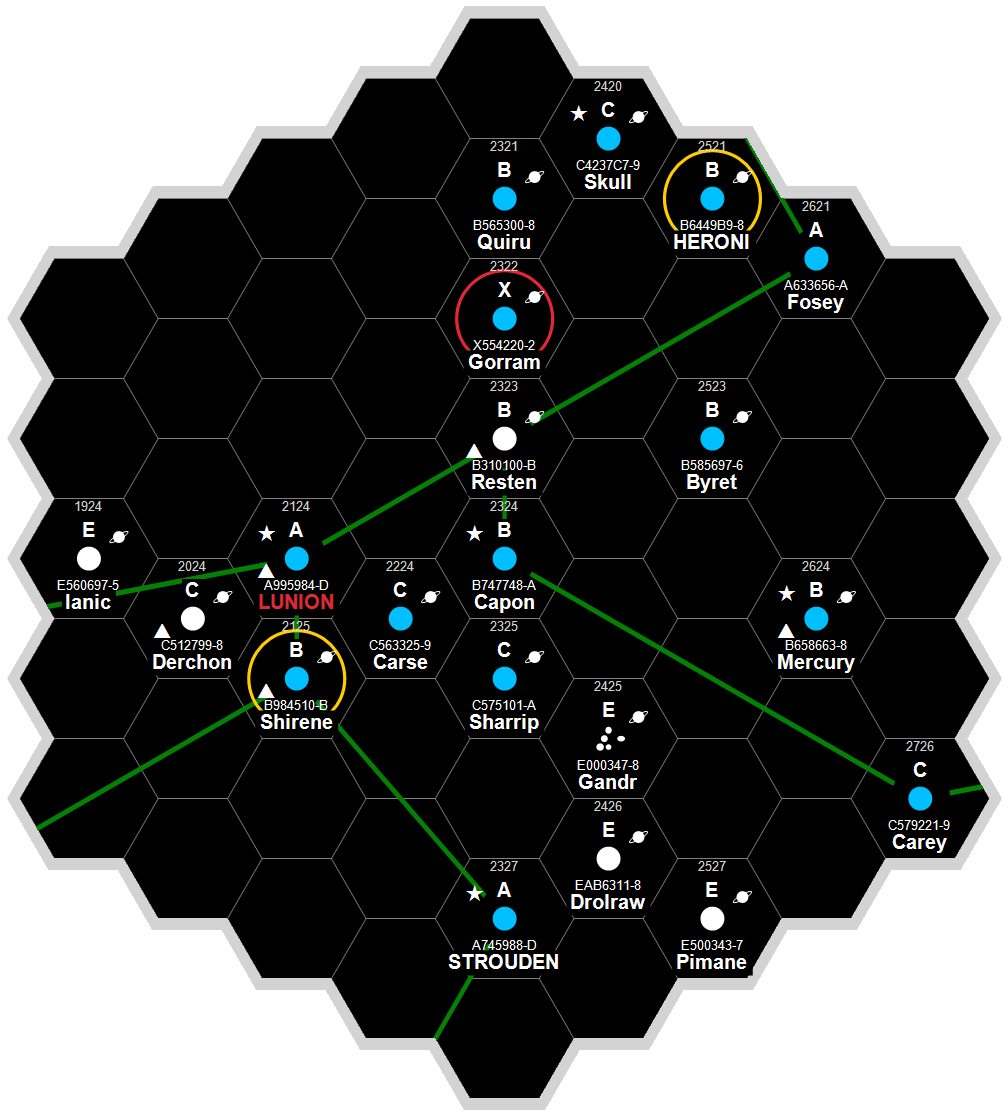 2420
C
C4237C7-9
Skull
2321
B
B565300-8
Quiru
2521
B
B6449B9-8
HERONI
2621
A
A633656-A
Fosey
2322
X
X554220-2
Gorram
2323
B
B310100-B
Resten
2523
B
B585697-6
Byret
1924
E
E560697-5
Ianic
2124
A
A995984-D
LUNION
2324
B
B747748-A
Capon
2024
C
C512799-8
Derchon
2224
C
C563325-9
Carse
2624
B
B658663-8
Mercury
2125
B
B984510-B
Shirene
2325
C
C575101-A
Sharrip
2425
E
E000347-8
Gandr
2726
C
C579221-9
Carey
2426
E
EAB6311-8
Drolraw
2327
A
A745988-D
STROUDEN
2527
E
E500343-7
Pimane